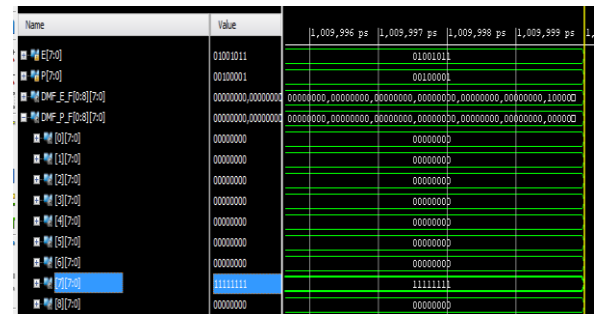 Name Value 1,009,996 ps 1,009,997 ps 1,009,998 ps 1,009,999 ps 1,
E[7:0] 01001011 01001011
P[7:0] 00100001 00100001
DMF_E_F[0:8][7:0] 00000000,00000000 00000000,00000000,00000000,00000000,00000000,00000000,10000
DMF_P_F[0:8][7:0] 00000000,00000000 00000000,00000000,00000000,00000000,00000000,00000000,00000
[0][7:0] 00000000 00000000
[1][7:0] 00000000 00000000
[2][7:0] 00000000 00000000
[3][7:0] 00000000 00000000
[4][7:0] 00000000 00000000
[5][7:0] 00000000 00000000
[6][7:0] 00000000 00000000
[7][7:0] 11111111 11111111
[8][7:0] 00000000 00000000